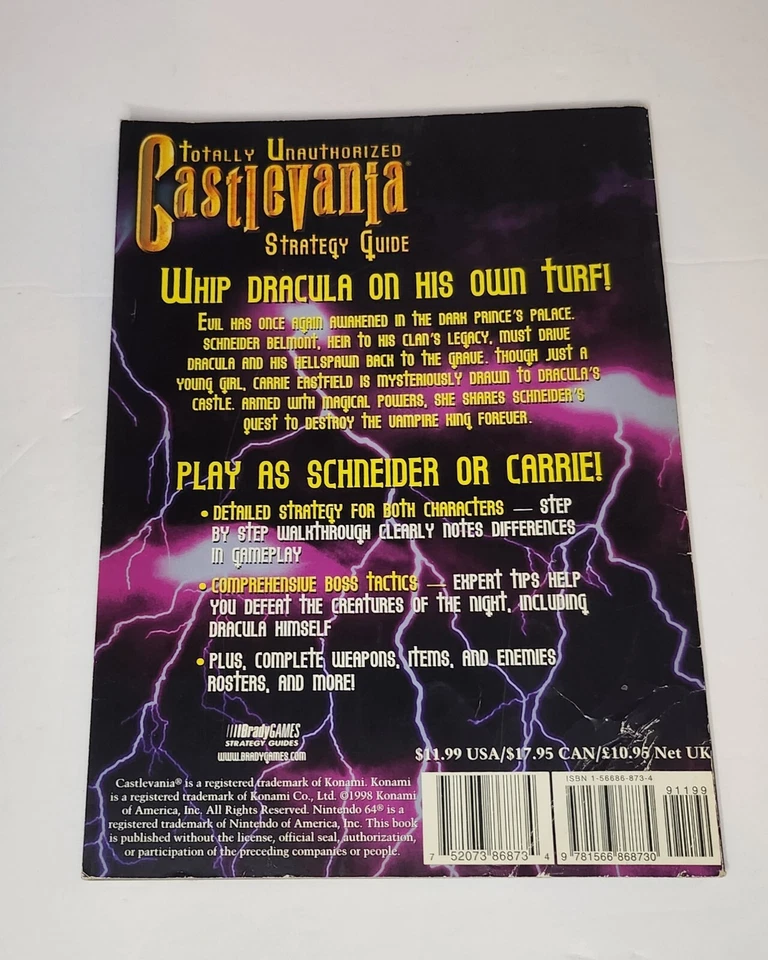 Totally Unauthorized
Castlevania®
Strategy Guide
Whip Dracula on his own turf!
Evil has once again awakened in the Dark Prince's palace.
Schneider Belmont, heir to his clan's legacy, must drive
Dracula and his hellspawn back to the grave. Though just a
young girl, Carrie Eastfield is mysteriously drawn to Dracula's
castle. Armed with magical powers, she shares Schneider's
quest to destroy the Vampire King forever.
Play as Schneider or Carrie!
• Detailed strategy for both characters — Step
by step walkthrough clearly notes differences
in gameplay
• Comprehensive boss tactics — Expert tips help
you defeat the creatures of the night, including
Dracula himself
• Plus, complete weapons, items, and enemies
rosters, and more!
BradyGAMES
STRATEGY GUIDES
www.bradygames.com
$11.99 USA/$17.95 CAN/£10.95 Net UK
Castlevania® is a registered trademark of Konami. Konami
is a registered trademark of Konami Co., Ltd. ©1998 Konami
of America, Inc. All Rights Reserved. Nintendo 64® is a
registered trademark of Nintendo of America, Inc. This book
is published without the license, official seal, authorization,
or participation of the preceding companies or people.
7 52073 86873 4
ISBN 1-56686-873-4
91199
9 781566 868730